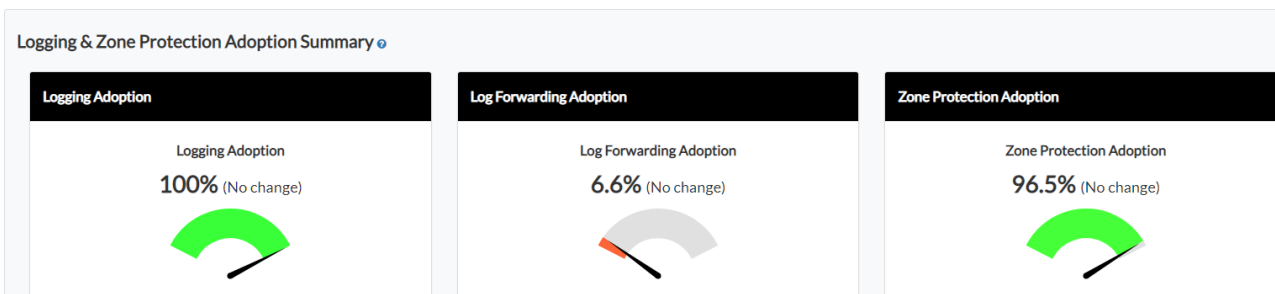 Logging & Zone Protection Adoption Summary
Logging Adoption
Log Forwarding Adoption
Zone Protection Adoption
Logging Adoption
100% (No change)
Log Forwarding Adoption
6.6% (No change)
Zone Protection Adoption
96.5% (No change)